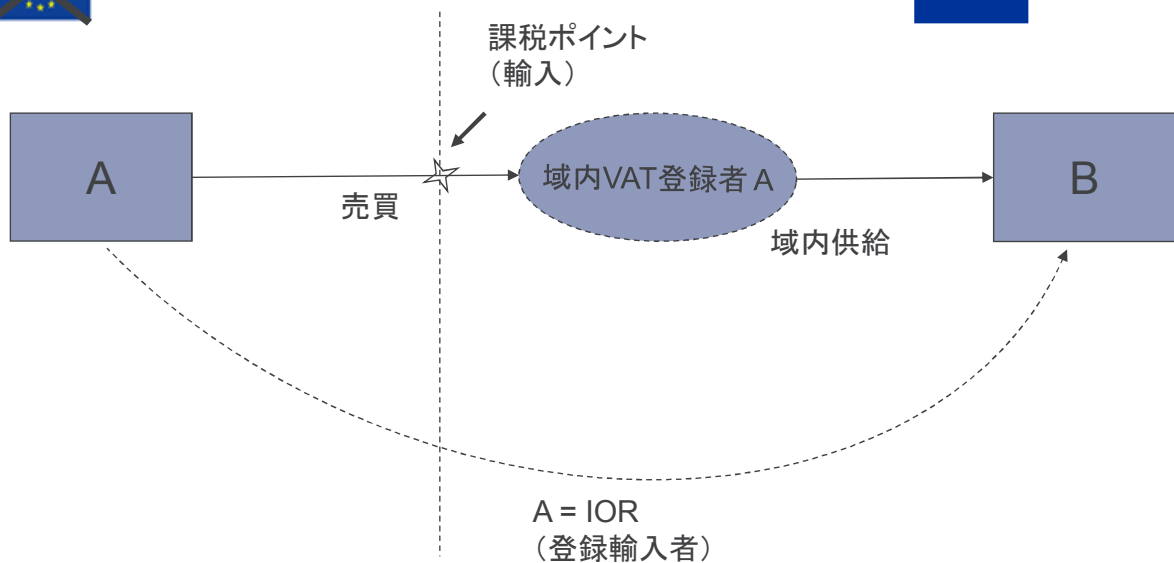 課税ポイント
（輸入）
A
域内VAT登録者 A
B
売買
域内供給
A = IOR
（登録輸入者）